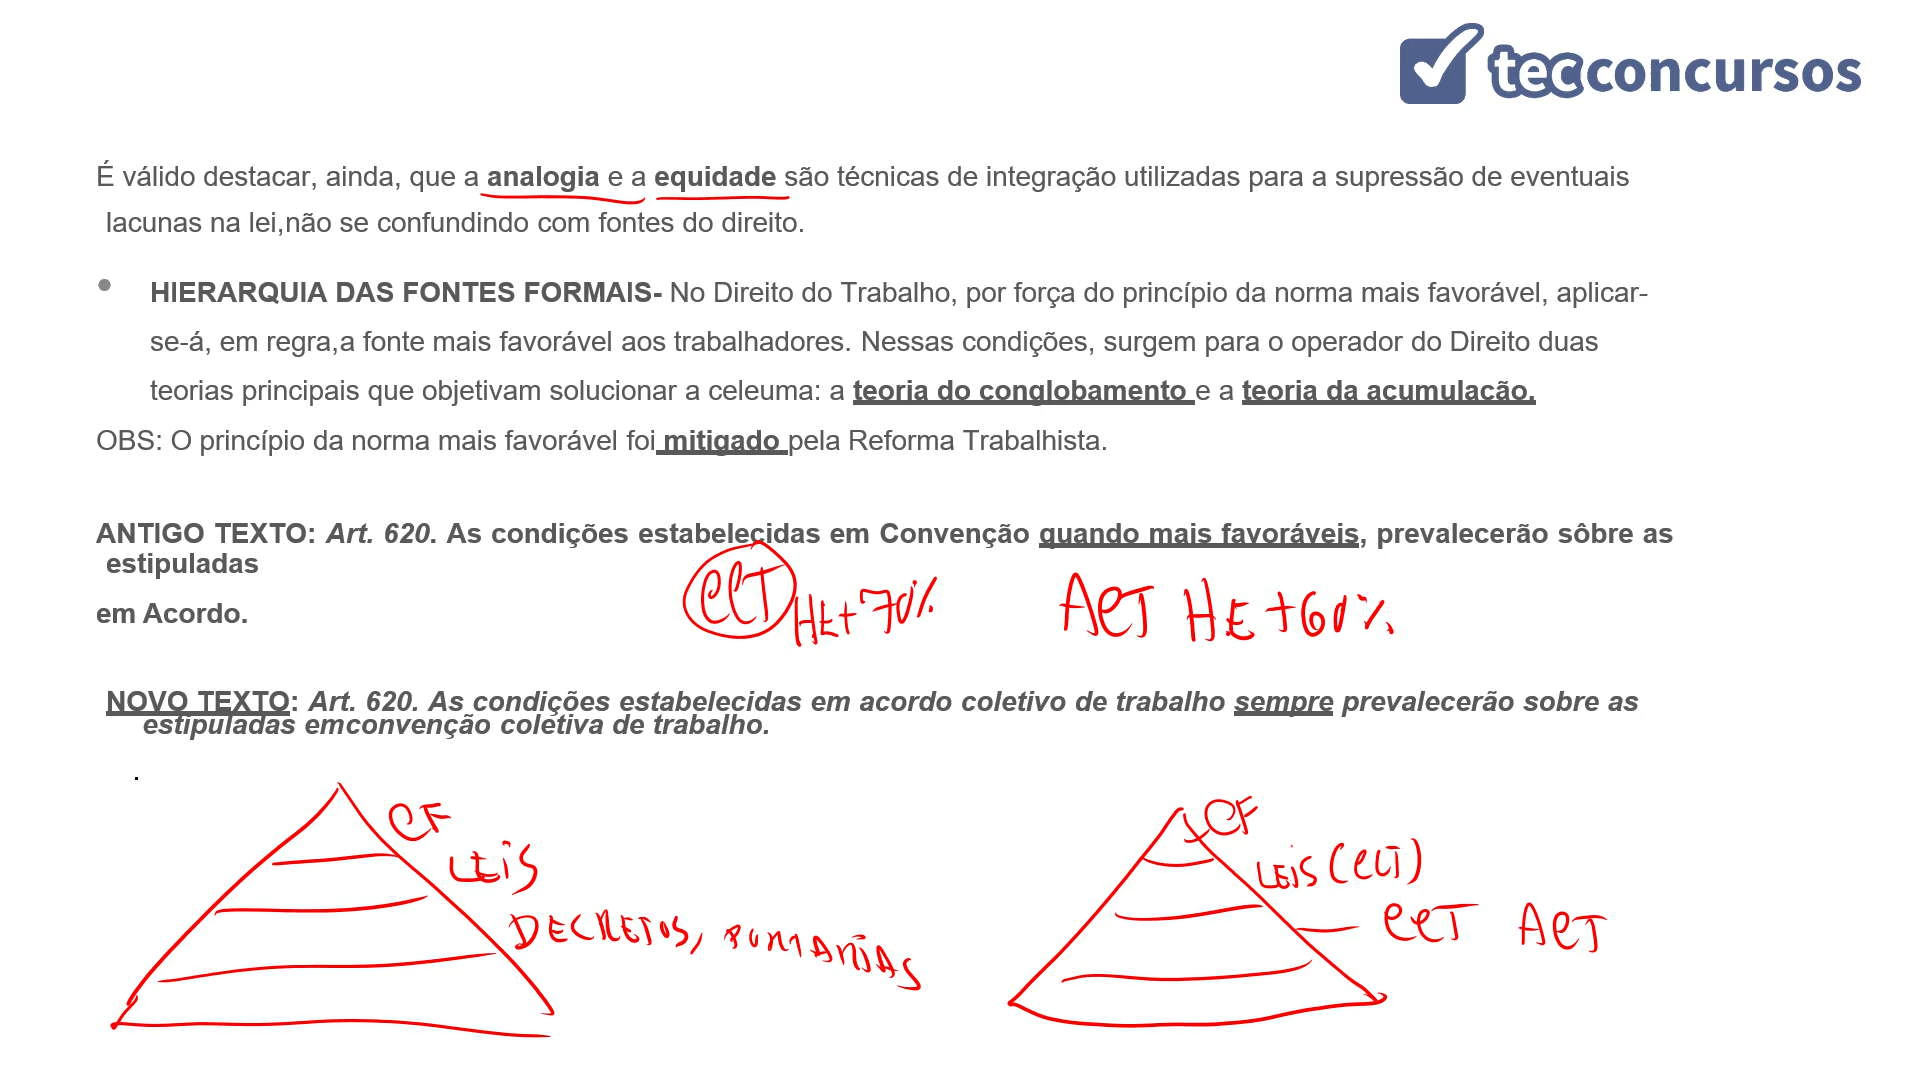 tecconcursos
É válido destacar, ainda, que a analogia e a equidade são técnicas de integração utilizadas para a supressão de eventuais
lacunas na lei,não se confundindo com fontes do direito.
• HIERARQUIA DAS FONTES FORMAIS- No Direito do Trabalho, por força do princípio da norma mais favorável, aplicar-
se-á, em regra,a fonte mais favorável aos trabalhadores. Nessas condições, surgem para o operador do Direito duas
teorias principais que objetivam solucionar a celeuma: a teoria do conglobamento e a teoria da acumulação.
OBS: O princípio da norma mais favorável foi mitigado pela Reforma Trabalhista.
ANTIGO TEXTO: Art. 620. As condições estabelecidas em Convenção quando mais favoráveis, prevalecerão sôbre as
estipuladas
em Acordo.
CCT HE+70% ACT HE+60%
NOVO TEXTO: Art. 620. As condições estabelecidas em acordo coletivo de trabalho sempre prevalecerão sobre as
estipuladas emconvenção coletiva de trabalho.
.
CF
LEIS
DECRETOS, PORTARIAS
CF
LEIS (CLT)
CCT ACT